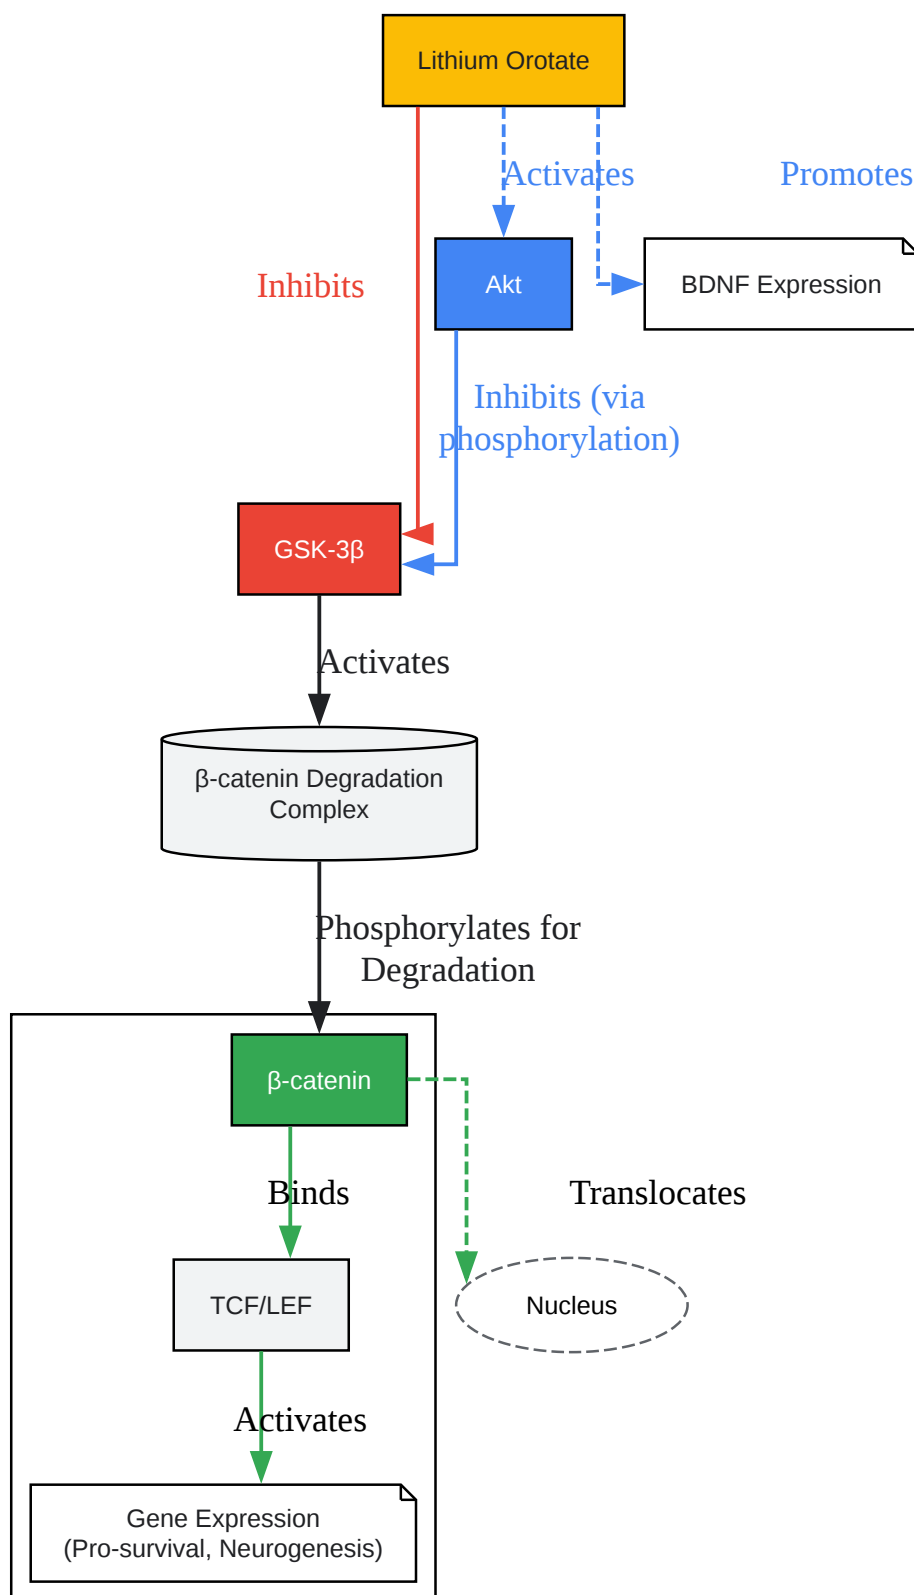 Lithium Orotate
Activates
Promotes
Inhibits
Akt
BDNF Expression
Inhibits (via
phosphorylation)
GSK-3β
Activates
β-catenin Degradation
Complex
Phosphorylates for
Degradation
β-catenin
Binds
Translocates
TCF/LEF
Nucleus
Activates
Gene Expression
(Pro-survival, Neurogenesis)